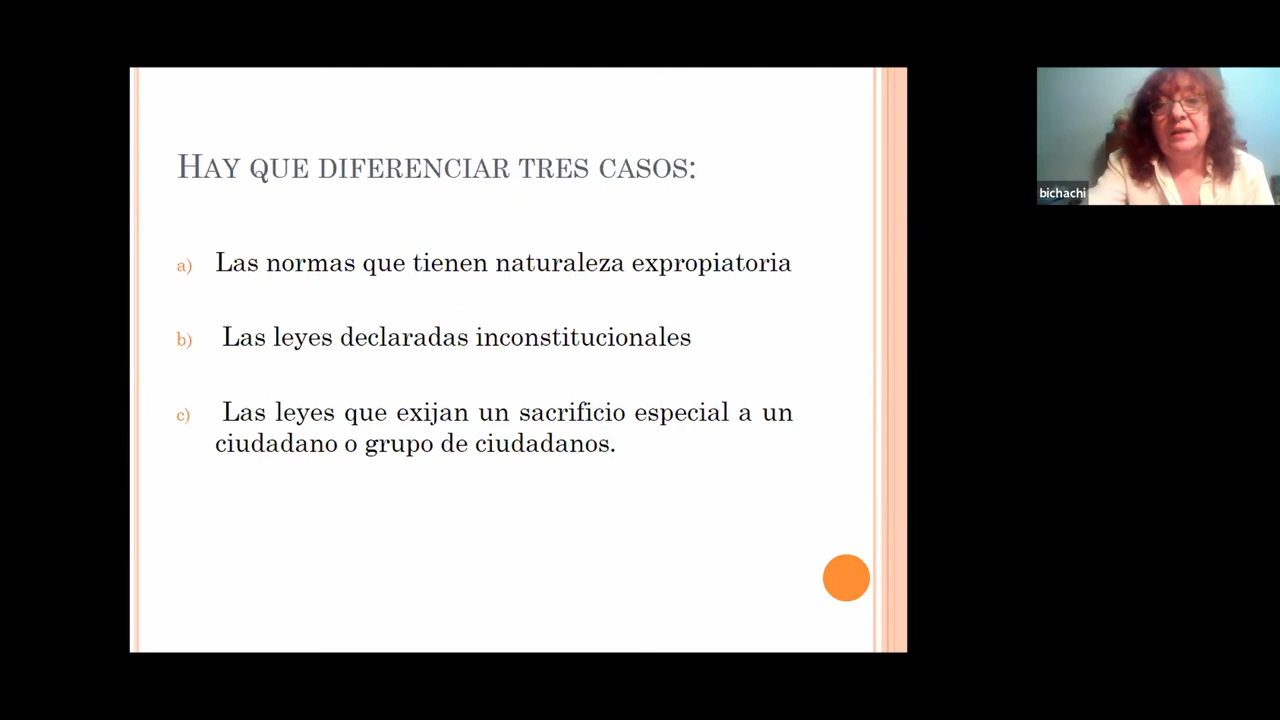 HAY QUE DIFERENCIAR TRES CASOS:
a) Las normas que tienen naturaleza expropiatoria
b) Las leyes declaradas inconstitucionales
c) Las leyes que exijan un sacrificio especial a un
ciudadano o grupo de ciudadanos.
bichachi